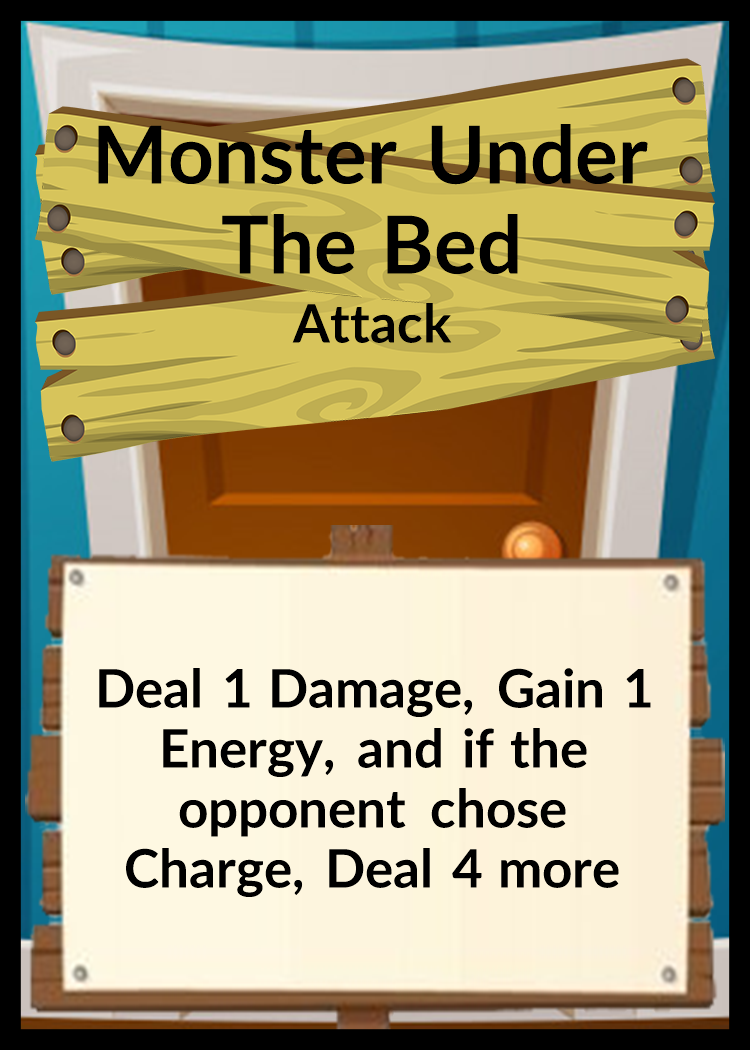 Monster Under
The Bed
Attack
Deal 1 Damage, Gain 1
Energy, and if the
opponent chose
Charge, Deal 4 more